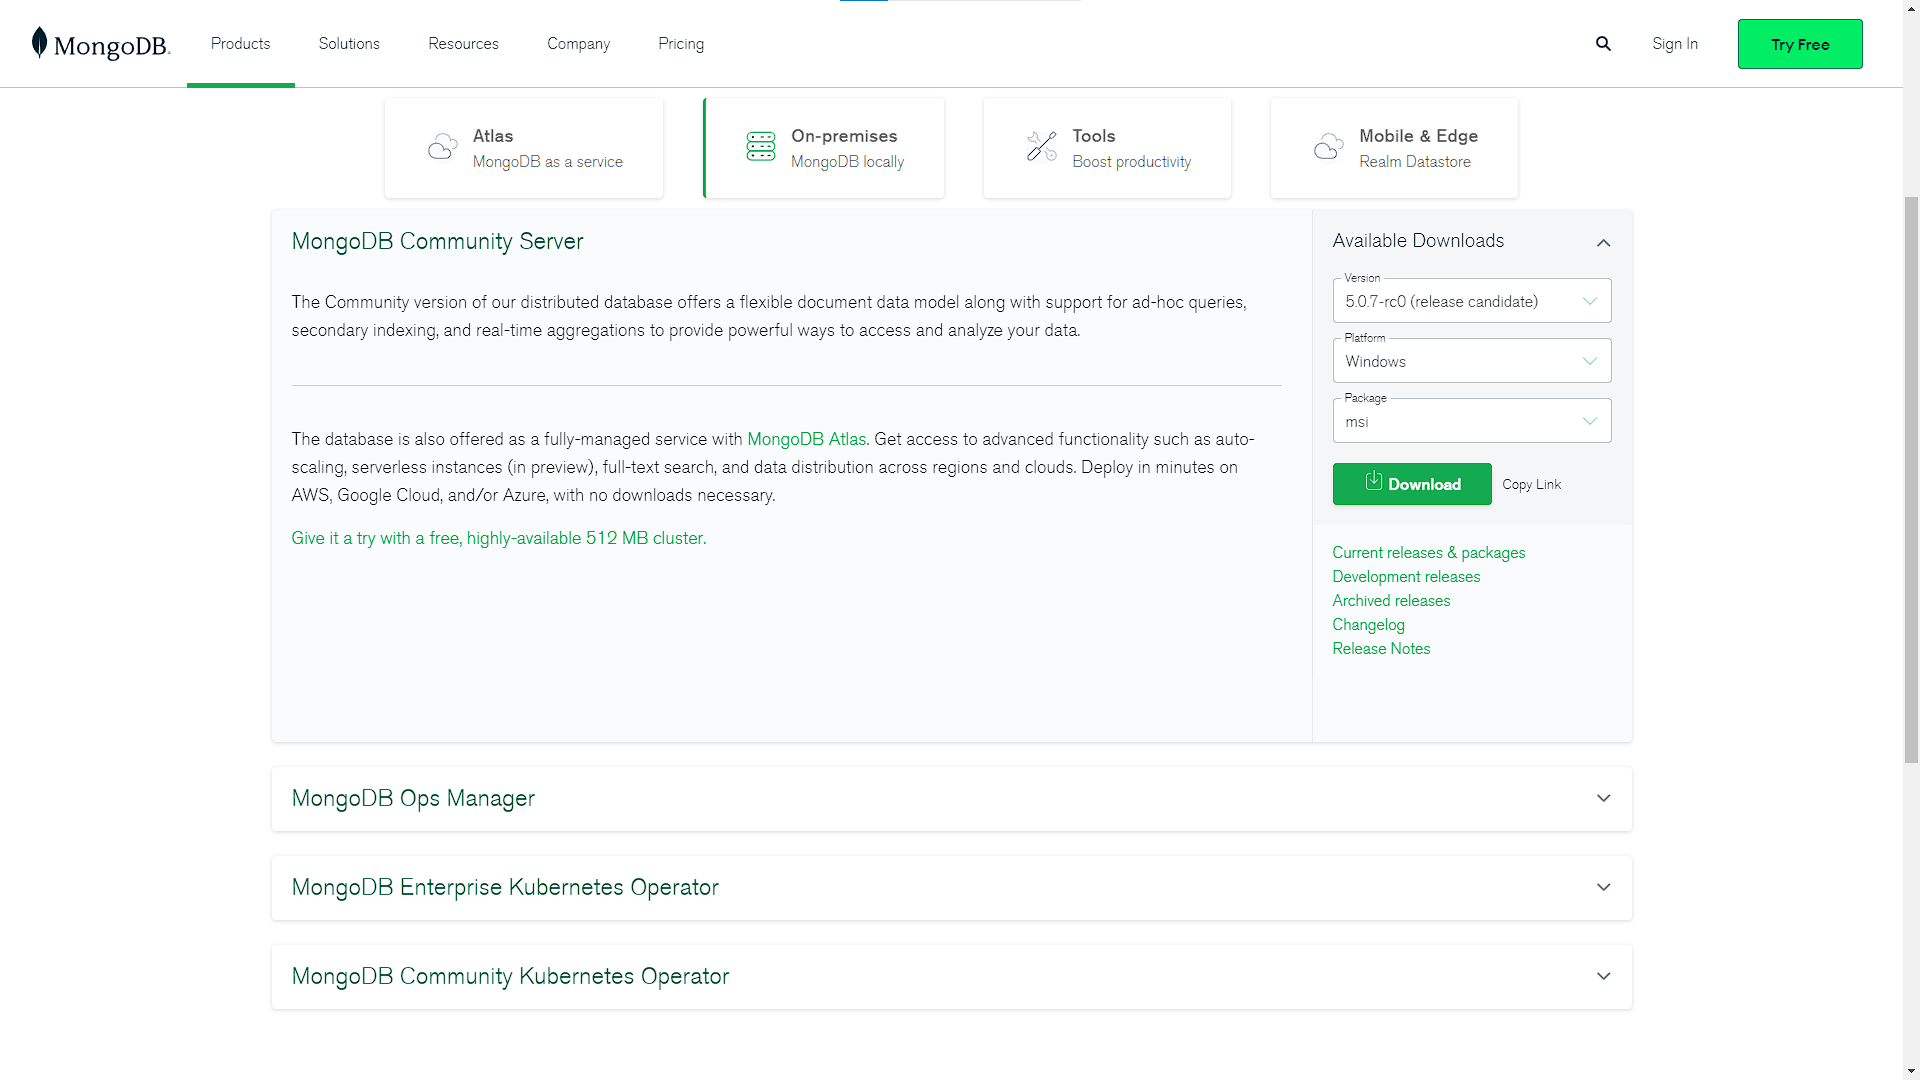 MongoDB.
Products
Solutions
Resources
Company
Pricing
Sign In
Try Free
Atlas
MongoDB as a service
On-premises
MongoDB locally
Tools
Boost productivity
Mobile & Edge
Realm Datastore
MongoDB Community Server
The Community version of our distributed database offers a flexible document data model along with support for ad-hoc queries,
secondary indexing, and real-time aggregations to provide powerful ways to access and analyze your data.
The database is also offered as a fully-managed service with MongoDB Atlas. Get access to advanced functionality such as auto-
scaling, serverless instances (in preview), full-text search, and data distribution across regions and clouds. Deploy in minutes on
AWS, Google Cloud, and/or Azure, with no downloads necessary.
Give it a try with a free, highly-available 512 MB cluster.
Available Downloads
Version
5.0.7-rc0 (release candidate)
Platform
Windows
Package
msi
Download
Copy Link
Current releases & packages
Development releases
Archived releases
Changelog
Release Notes
MongoDB Ops Manager
MongoDB Enterprise Kubernetes Operator
MongoDB Community Kubernetes Operator